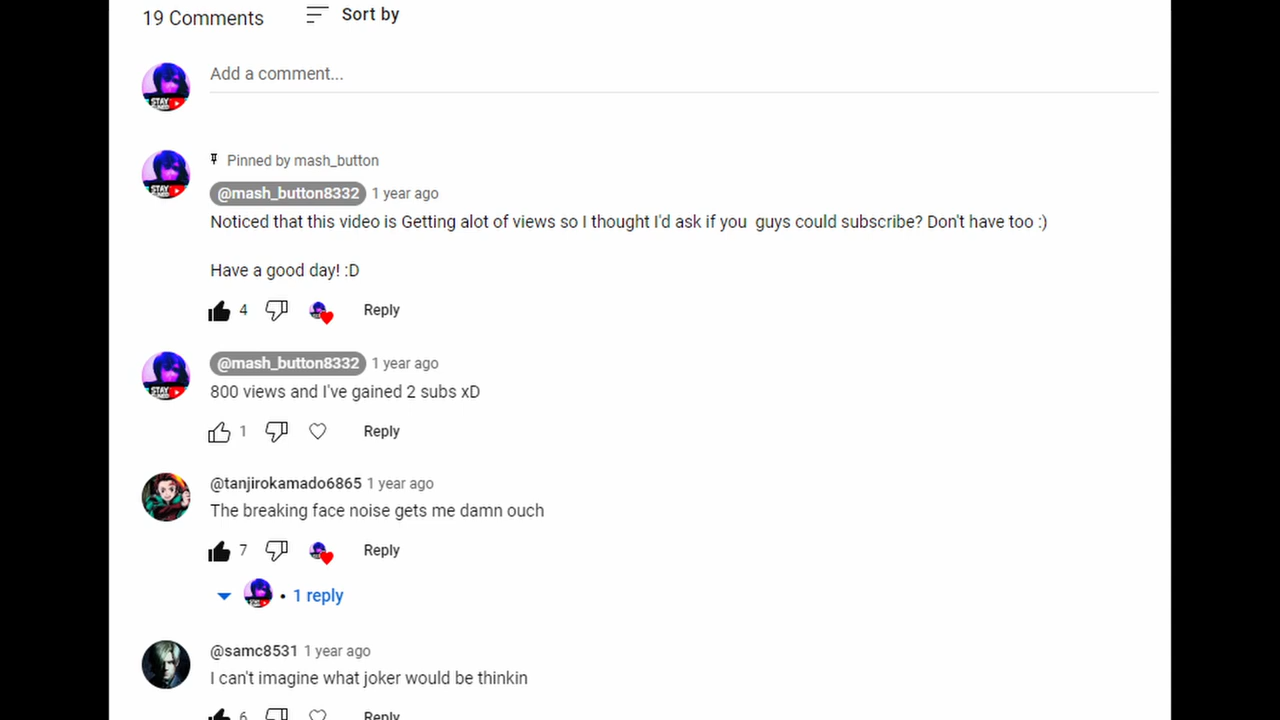 19 Comments
Sort by
Add a comment...
Pinned by mash_button
@mash_button8332 1 year ago
Noticed that this video is Getting alot of views so I thought I'd ask if you guys could subscribe? Don't have too :)
Have a good day! :D
4 Reply
@mash_button8332 1 year ago
800 views and I've gained 2 subs xD
1 Reply
@tanjirokamado6865 1 year ago
The breaking face noise gets me damn ouch
7 Reply
• 1 reply
@samc8531 1 year ago
I can't imagine what joker would be thinkin
6 Reply